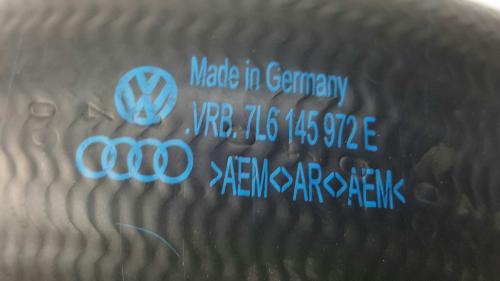 Made in Germany
.VRB. 7L6 145 972 E
>AEM<>AR<>AEM<